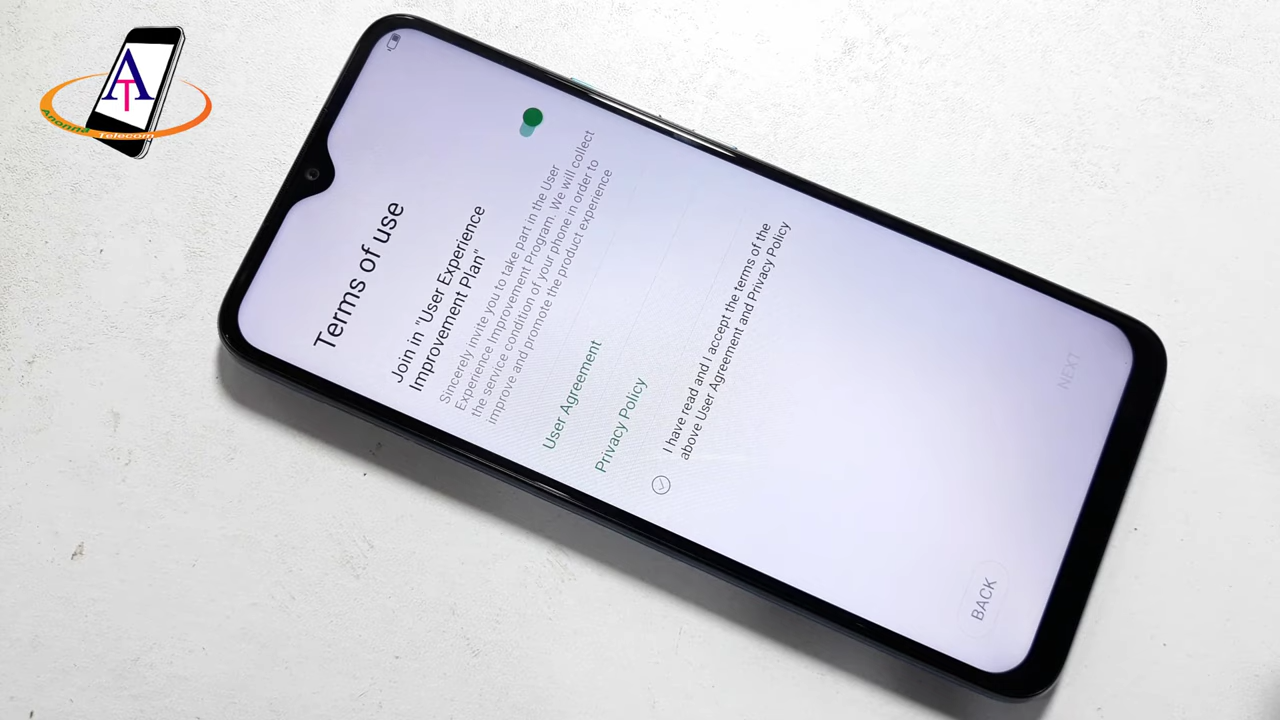 AT
Anonna Telecom
Terms of use
Join in "User Experience
Improvement Plan"
Sincerely invite you to take part in the User
Experience Improvement Program. We will collect
the service condition of your phone in order to
improve and promote the product experience
User Agreement
Privacy Policy
I have read and I accept the terms of the
above User Agreement and Privacy Policy
NEXT
BACK